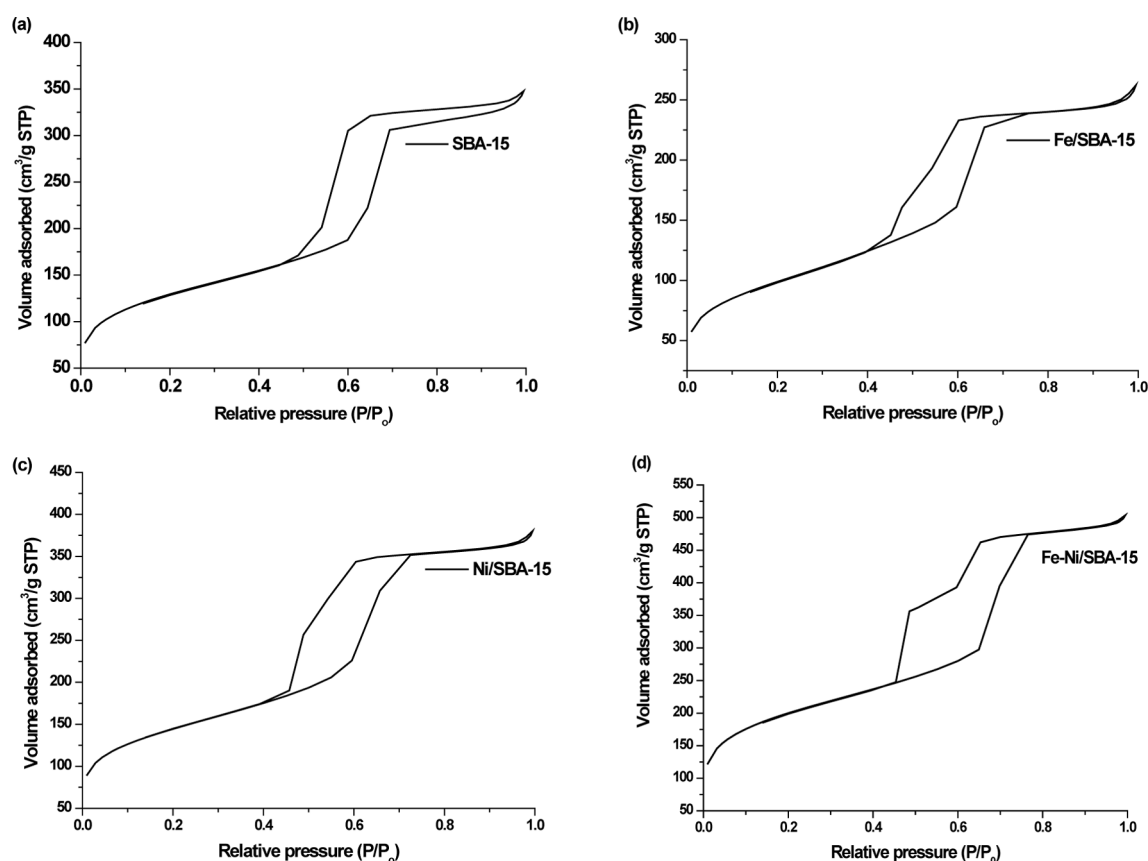 (a)
400
350
300
250
200
150
100
50
Volume adsorbed (cm³/g STP)
SBA-15
0.0 0.2 0.4 0.6 0.8 1.0
Relative pressure (P/Pₒ)
(b)
300
250
200
150
100
50
Volume adsorbed (cm³/g STP)
Fe/SBA-15
0.0 0.2 0.4 0.6 0.8 1.0
Relative pressure (P/Pₒ)
(c)
450
400
350
300
250
200
150
100
50
Volume adsorbed (cm³/g STP)
Ni/SBA-15
0.0 0.2 0.4 0.6 0.8 1.0
Relative pressure (P/Pₒ)
(d)
550
500
450
400
350
300
250
200
150
100
50
Volume adsorbed (cm³/g STP)
Fe-Ni/SBA-15
0.0 0.2 0.4 0.6 0.8 1.0
Relative pressure (P/Pₒ)